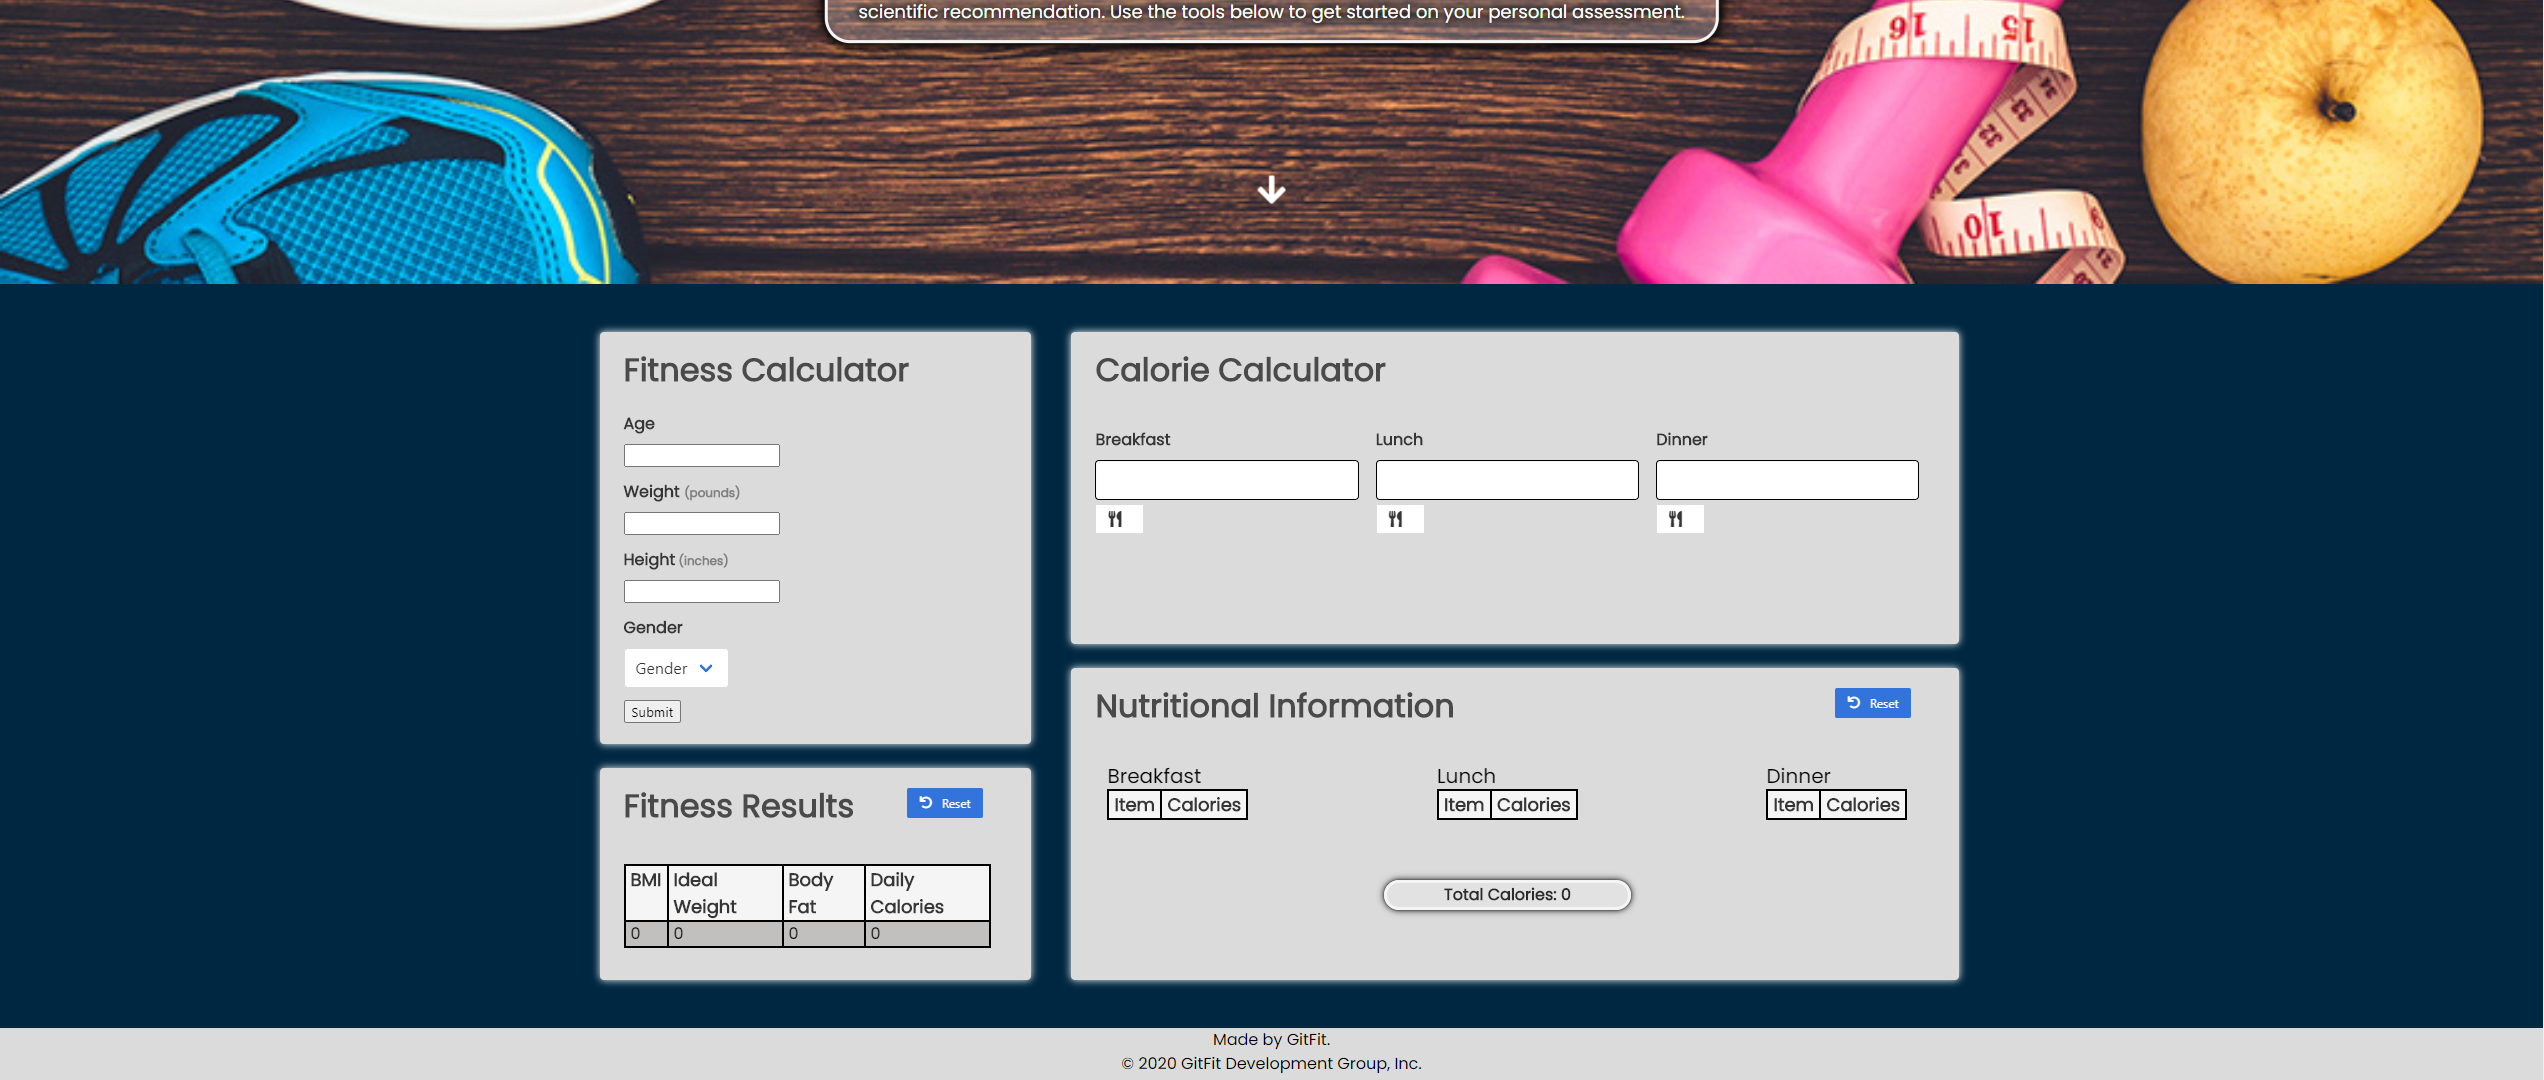 scientific recommendation. Use the tools below to get started on your personal assessment.
16
15
10
Fitness Calculator
Age
Weight (pounds)
Height (inches)
Gender
Gender
Submit
Fitness Results
Reset
BMI
Ideal Weight
Body Fat
Daily Calories
0
0
0
0
Calorie Calculator
Breakfast
Lunch
Dinner
Nutritional Information
Reset
Breakfast
Lunch
Dinner
Item Calories
Item Calories
Item Calories
Total Calories: 0
Made by GitFit.
© 2020 GitFit Development Group, Inc.